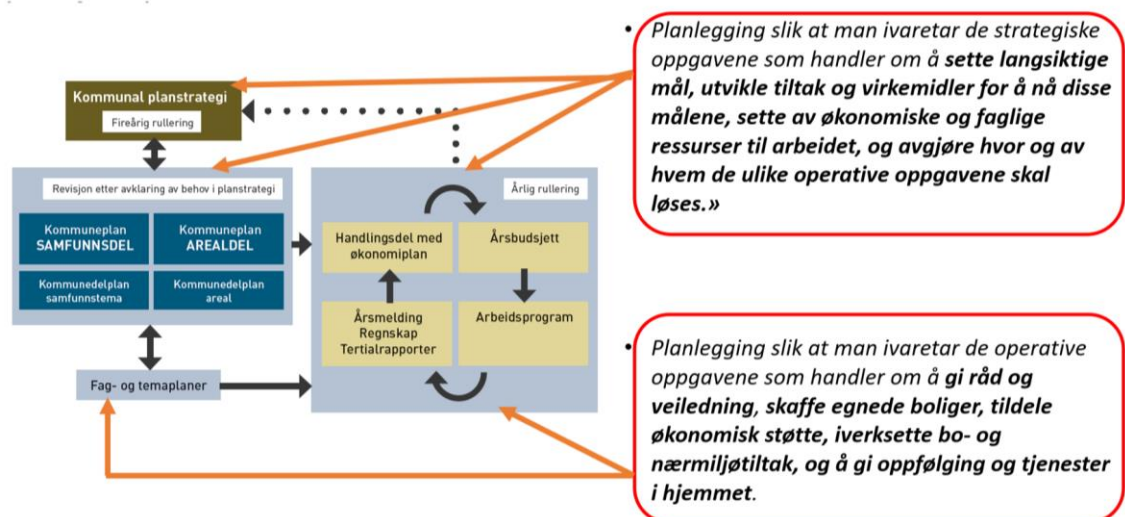 Kommunal planstrategi
Fireårig rullering
Revisjon etter avklaring av behov i planstrategi
Kommuneplan
SAMFUNNSDEL
Kommuneplan
AREALDEL
Kommunedelplan
samfunnstema
Kommunedelplan
areal
Fag- og temaplaner
Årlig rullering
Handlingsdel med
økonomiplan
Årsbudsjett
Årsmelding
Regnskap
Tertialrapporter
Arbeidsprogram
• Planlegging slik at man ivaretar de strategiske
oppgavene som handler om å sette langsiktige
mål, utvikle tiltak og virkemidler for å nå disse
målene, sette av økonomiske og faglige
ressurser til arbeidet, og avgjøre hvor og av
hvem de ulike operative oppgavene skal
løses.»
• Planlegging slik at man ivaretar de operative
oppgavene som handler om å gi råd og
veiledning, skaffe egnede boliger, tildele
økonomisk støtte, iverksette bo- og
nærmiljøtiltak, og å gi oppfølging og tjenester
i hjemmet.